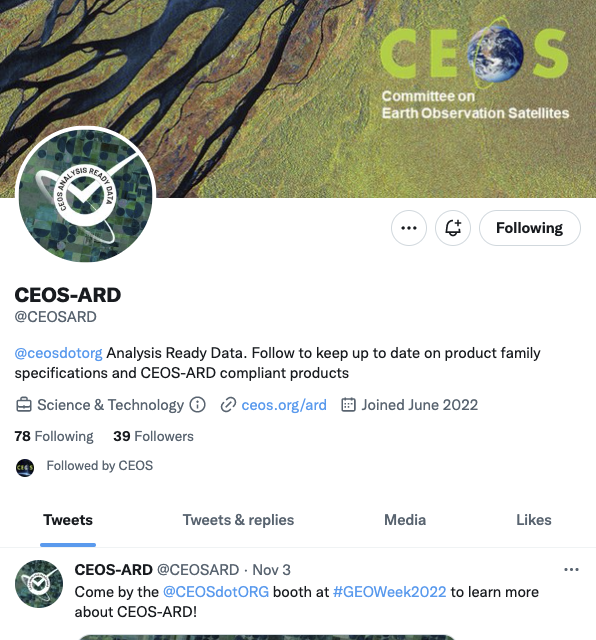 CEOS
Committee on
Earth Observation Satellites
CEOS ANALYSIS READY DATA
Following
CEOS-ARD
@CEOSARD
@ceosdotorg Analysis Ready Data. Follow to keep up to date on product family
specifications and CEOS-ARD compliant products
Science & Technology ceos.org/ard Joined June 2022
78 Following 39 Followers
CEOS Followed by CEOS
Tweets Tweets & replies Media Likes
CEOS-ARD @CEOSARD · Nov 3
Come by the @CEOSdotORG booth at #GEOWeek2022 to learn more
about CEOS-ARD!